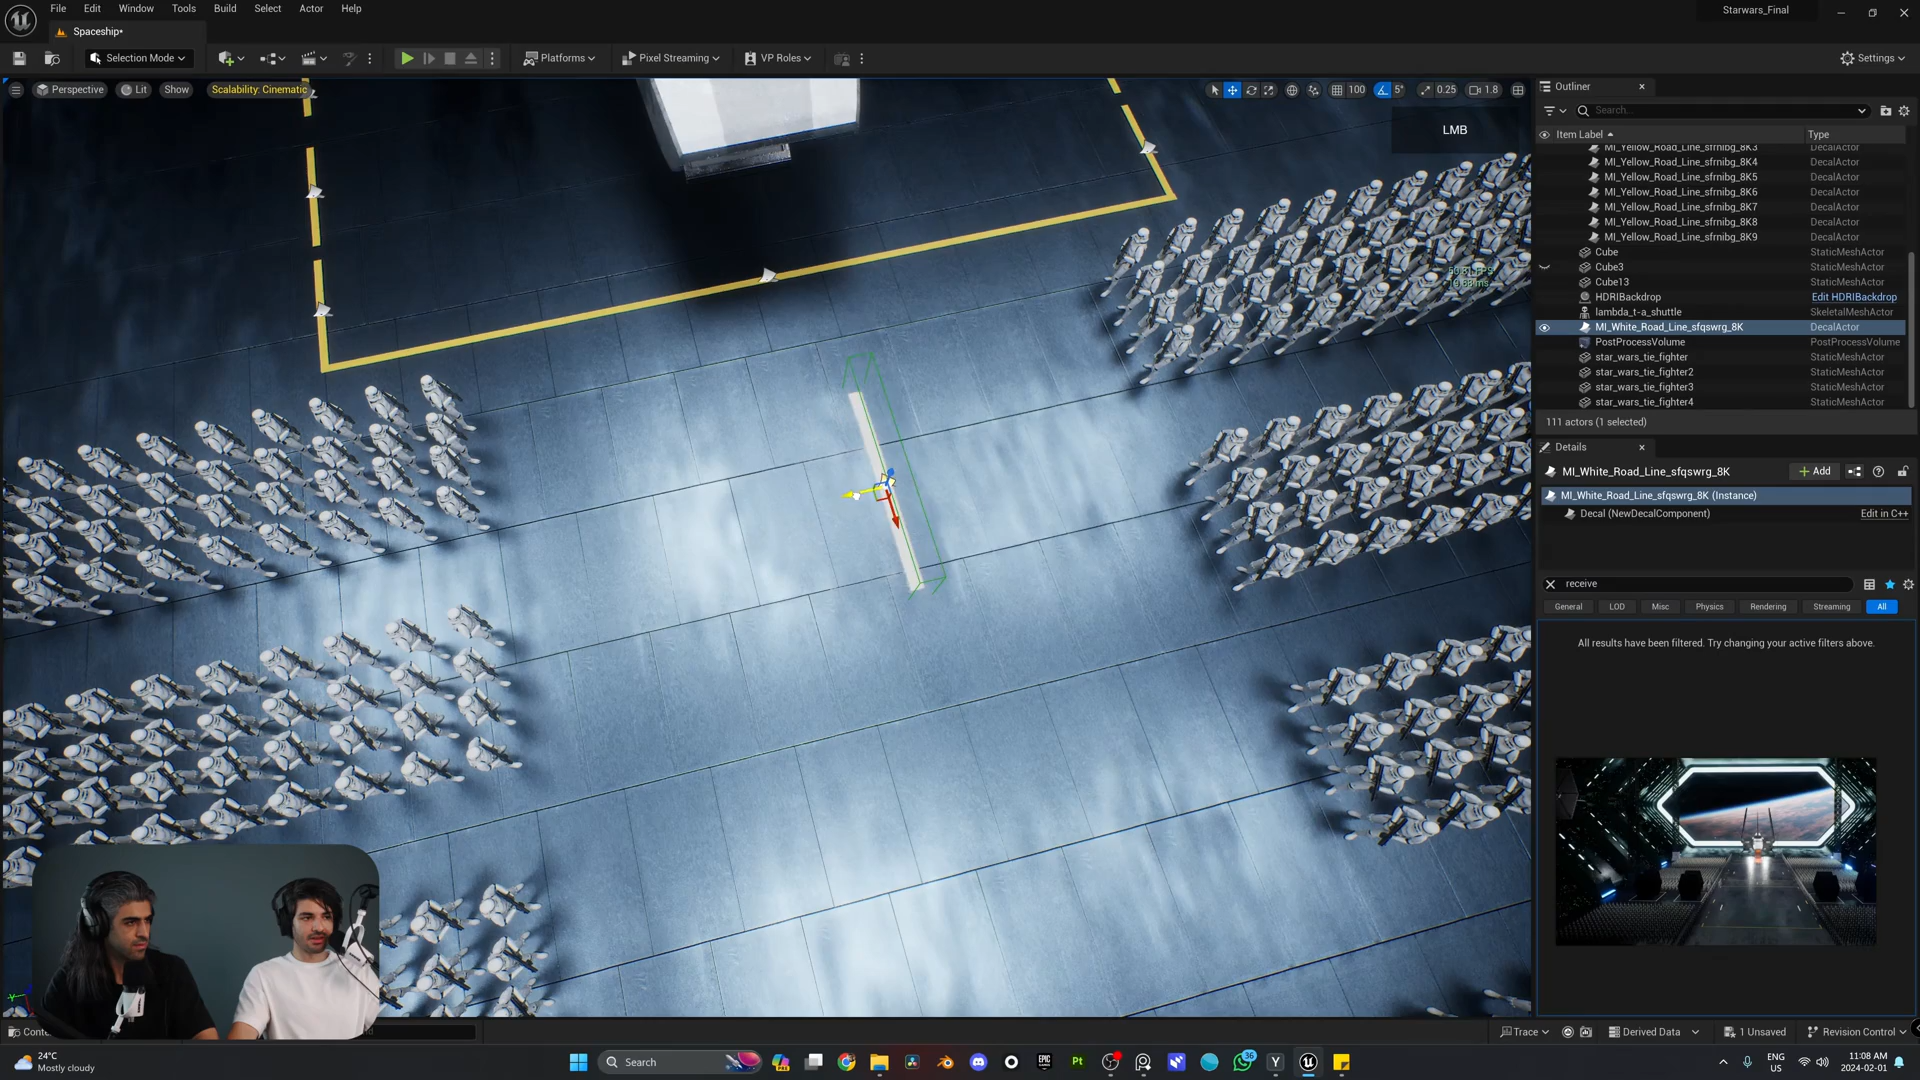 File Edit Window Tools Build Select Actor Help
Starwars_Final
Spaceship*
Selection Mode
Platforms
Pixel Streaming
VP Roles
Settings
Perspective
Lit
Show
Scalability: Cinematic
100
5°
0.25
1.8
LMB
Outliner
Search...
Item Label
Type
MI_Yellow_Road_Line_sfrnibg_8K3 DecalActor
MI_Yellow_Road_Line_sfrnibg_8K4 DecalActor
MI_Yellow_Road_Line_sfrnibg_8K5 DecalActor
MI_Yellow_Road_Line_sfrnibg_8K6 DecalActor
MI_Yellow_Road_Line_sfrnibg_8K7 DecalActor
MI_Yellow_Road_Line_sfrnibg_8K8 DecalActor
MI_Yellow_Road_Line_sfrnibg_8K9 DecalActor
Cube StaticMeshActor
Cube3 StaticMeshActor
Cube13 StaticMeshActor
HDRIBackdrop Edit HDRIBackdrop
lambda_t-a_shuttle SkeletalMeshActor
MI_White_Road_Line_sfqswrg_8K DecalActor
PostProcessVolume PostProcessVolume
star_wars_tie_fighter StaticMeshActor
star_wars_tie_fighter2 StaticMeshActor
star_wars_tie_fighter3 StaticMeshActor
star_wars_tie_fighter4 StaticMeshActor
111 actors (1 selected)
Details
MI_White_Road_Line_sfqswrg_8K
+ Add
MI_White_Road_Line_sfqswrg_8K (Instance)
Decal (NewDecalComponent) Edit in C++
receive
General LOD Misc Physics Rendering Streaming All
All results have been filtered. Try changing your active filters above.
Trace
Derived Data
1 Unsaved
Revision Control
24°C
Mostly cloudy
Search
Pt
36
ENG
US
11:08 AM
2024-02-01